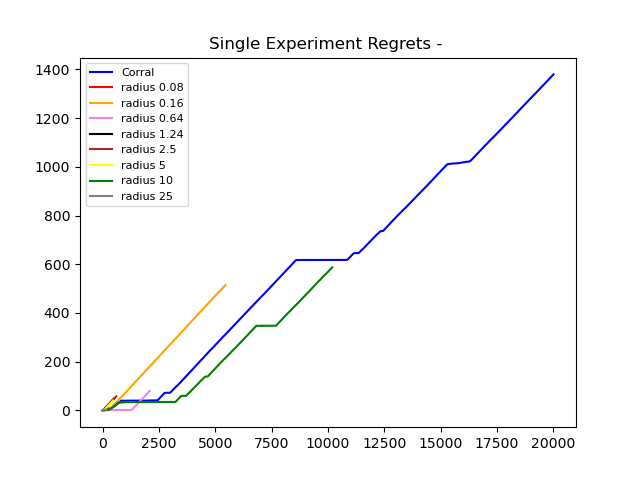 Single Experiment Regrets -
1400
1200
1000
800
600
400
200
0
Corral
radius 0.08
radius 0.16
radius 0.64
radius 1.24
radius 2.5
radius 5
radius 10
radius 25
0 2500 5000 7500 10000 12500 15000 17500 20000